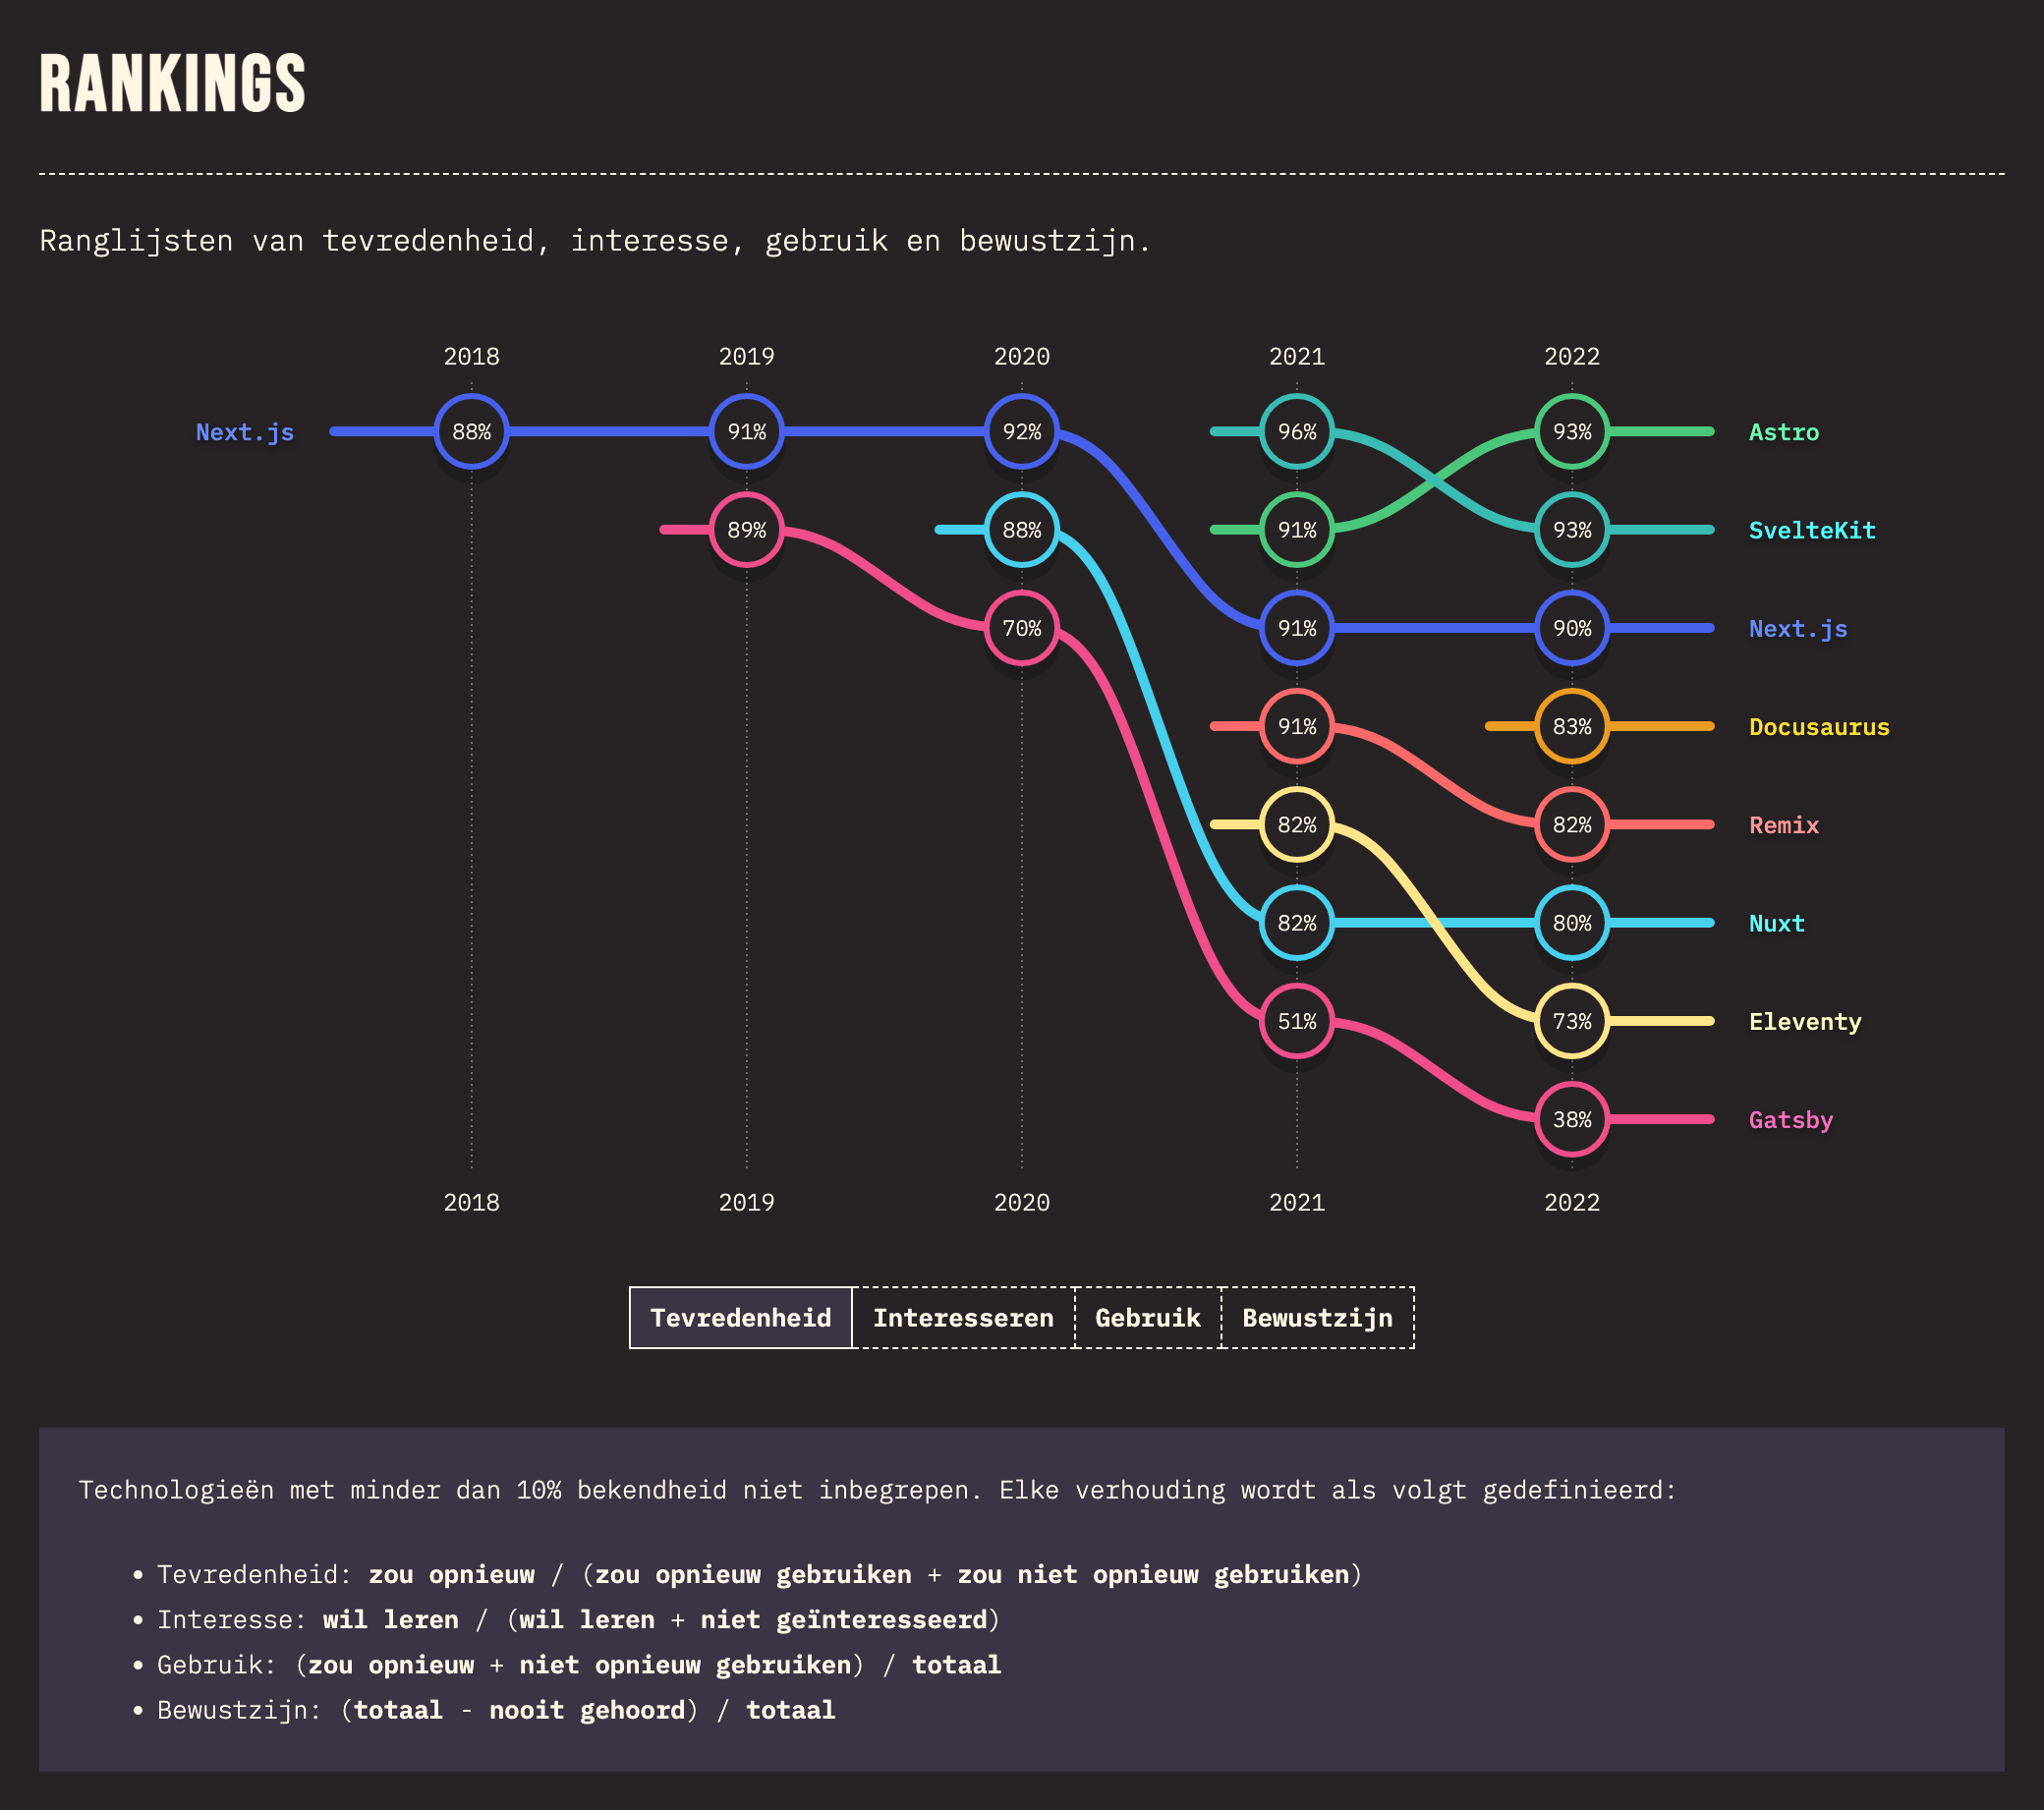 RANKINGS
Ranglijsten van tevredenheid, interesse, gebruik en bewustzijn.
2018 2019 2020 2021 2022
Next.js 88% 91% 92% 96% 93% Astro
89% 88% 91% 93% SvelteKit
70% 91% 90% Next.js
91% 83% Docusaurus
82% 82% Remix
82% 80% Nuxt
51% 73% Eleventy
38% Gatsby
2018 2019 2020 2021 2022
Tevredenheid Interesseren Gebruik Bewustzijn
Technologieën met minder dan 10% bekendheid niet inbegrepen. Elke verhouding wordt als volgt gedefinieerd:
• Tevredenheid: zou opnieuw / (zou opnieuw gebruiken + zou niet opnieuw gebruiken)
• Interesse: wil leren / (wil leren + niet geïnteresseerd)
• Gebruik: (zou opnieuw + niet opnieuw gebruiken) / totaal
• Bewustzijn: (totaal - nooit gehoord) / totaal